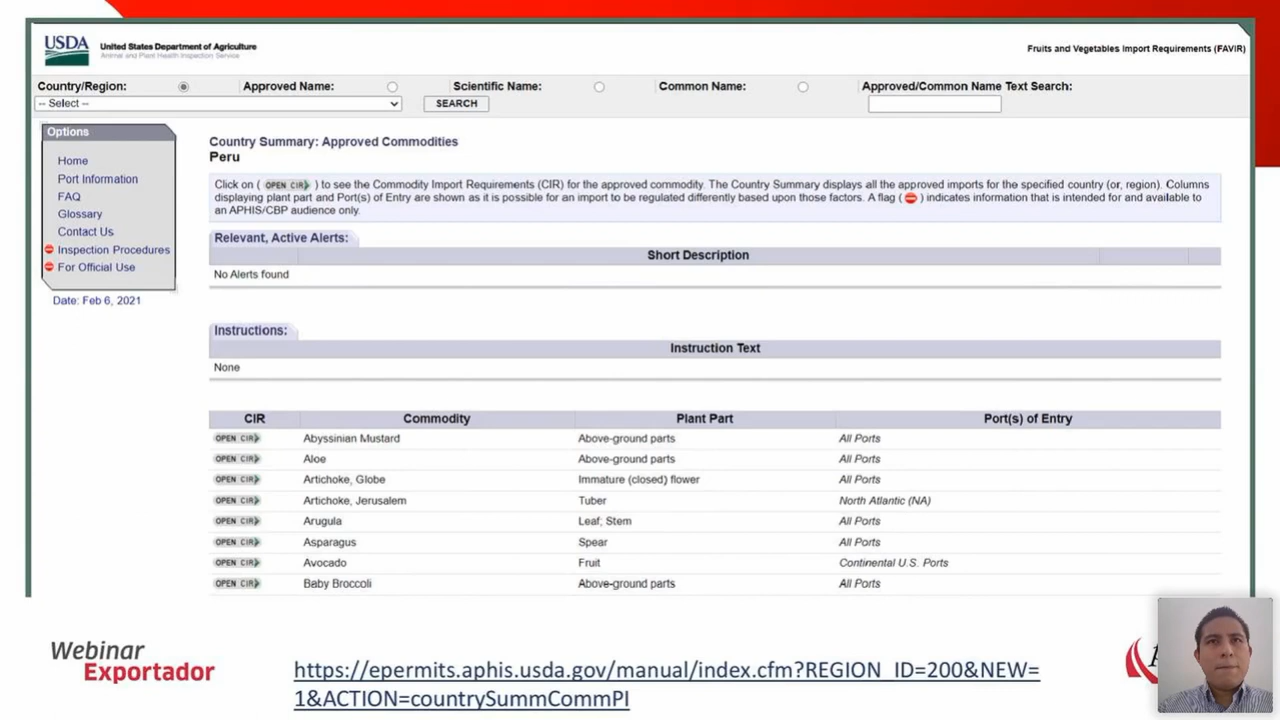 USDA
United States Department of Agriculture
Animal and Plant Health Inspection Service
Fruits and Vegetables Import Requirements (FAVIR)
Country/Region: Approved Name: Scientific Name: Common Name: Approved/Common Name Text Search:
-- Select -- SEARCH
Options
Home
Port Information
FAQ
Glossary
Contact Us
Inspection Procedures
For Official Use
Date: Feb 6, 2021
Country Summary: Approved Commodities
Peru
Click on ( OPEN CIR ) to see the Commodity Import Requirements (CIR) for the approved commodity. The Country Summary displays all the approved imports for the specified country (or, region). Columns
displaying plant part and Port(s) of Entry are shown as it is possible for an import to be regulated differently based upon those factors. A flag ( ) indicates information that is intended for and available to
an APHIS/CBP audience only.
Relevant, Active Alerts:
Short Description
No Alerts found
Instructions:
Instruction Text
None
CIR Commodity Plant Part Port(s) of Entry
OPEN CIR Abyssinian Mustard Above-ground parts All Ports
OPEN CIR Aloe Above-ground parts All Ports
OPEN CIR Artichoke, Globe Immature (closed) flower All Ports
OPEN CIR Artichoke, Jerusalem Tuber North Atlantic (NA)
OPEN CIR Arugula Leaf, Stem All Ports
OPEN CIR Asparagus Spear All Ports
OPEN CIR Avocado Fruit Continental U.S. Ports
OPEN CIR Baby Broccoli Above-ground parts All Ports
Webinar
Exportador
https://epermits.aphis.usda.gov/manual/index.cfm?REGION_ID=200&NEW=
1&ACTION=countrySummCommPI